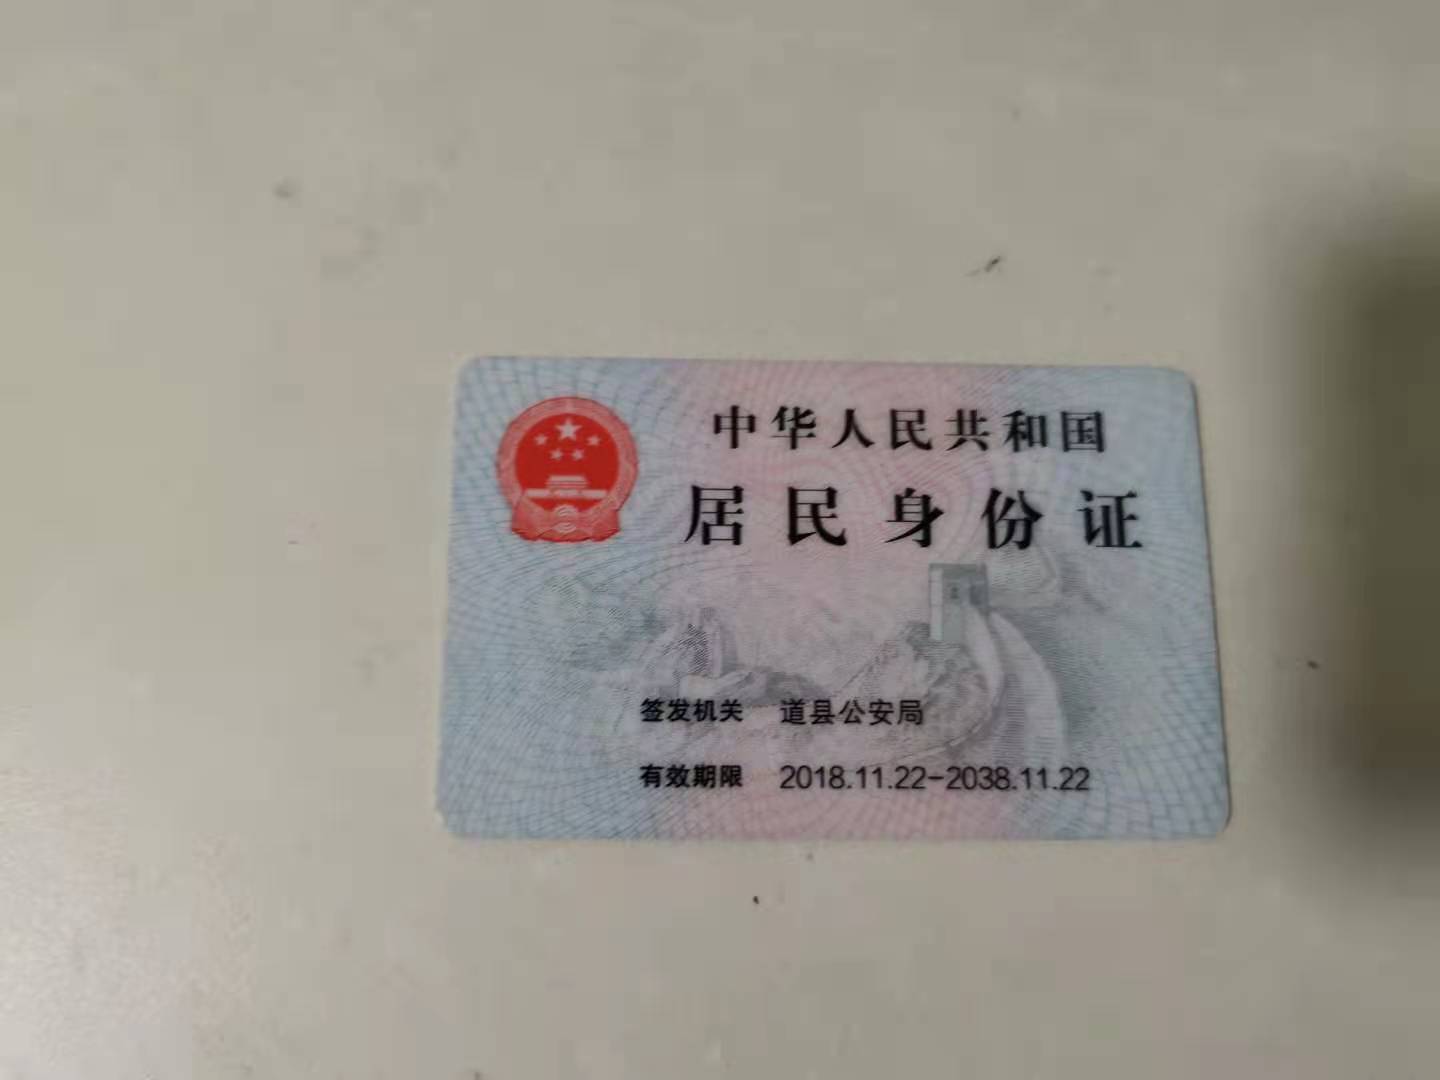 中华人民共和国
居民身份证
签发机关 道县公安局
有效期限 2018.11.22-2038.11.22